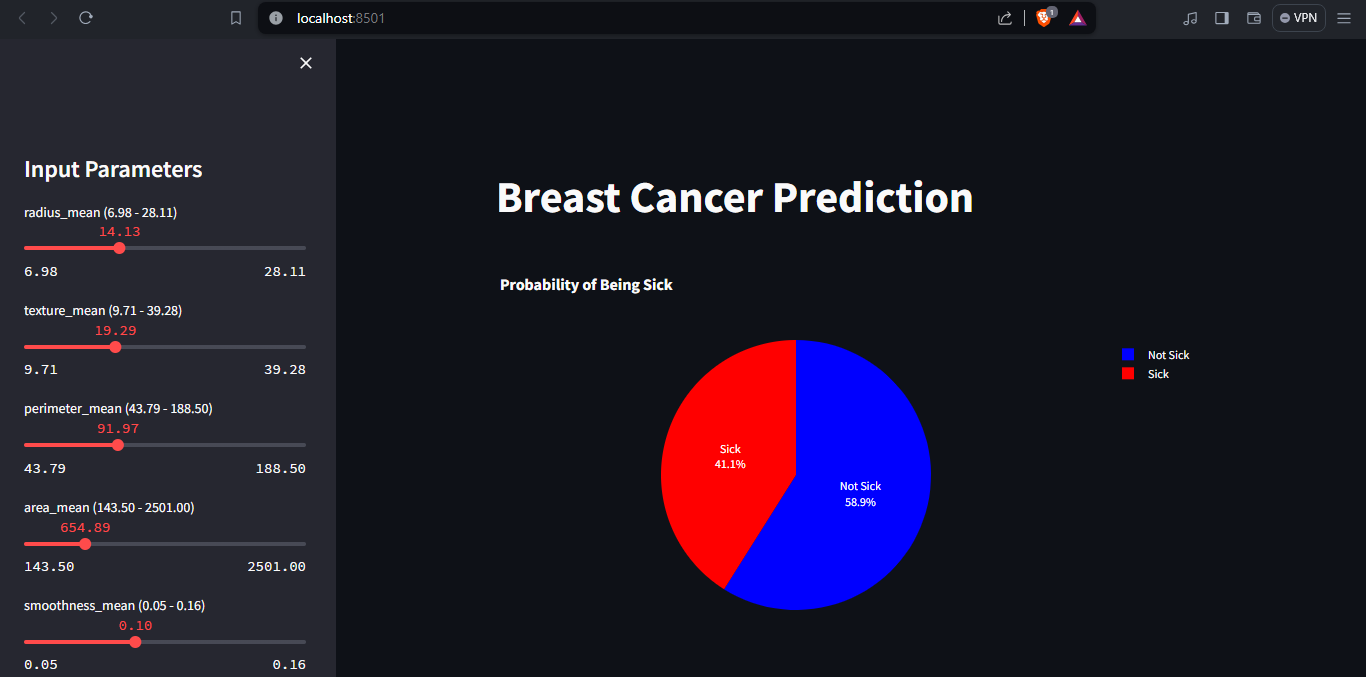 localhost:8501
1
VPN
Input Parameters
radius_mean (6.98 - 28.11)
14.13
6.98 28.11
texture_mean (9.71 - 39.28)
19.29
9.71 39.28
perimeter_mean (43.79 - 188.50)
91.97
43.79 188.50
area_mean (143.50 - 2501.00)
654.89
143.50 2501.00
smoothness_mean (0.05 - 0.16)
0.10
0.05 0.16
Breast Cancer Prediction
Probability of Being Sick
Not Sick
Sick
Sick
41.1%
Not Sick
58.9%